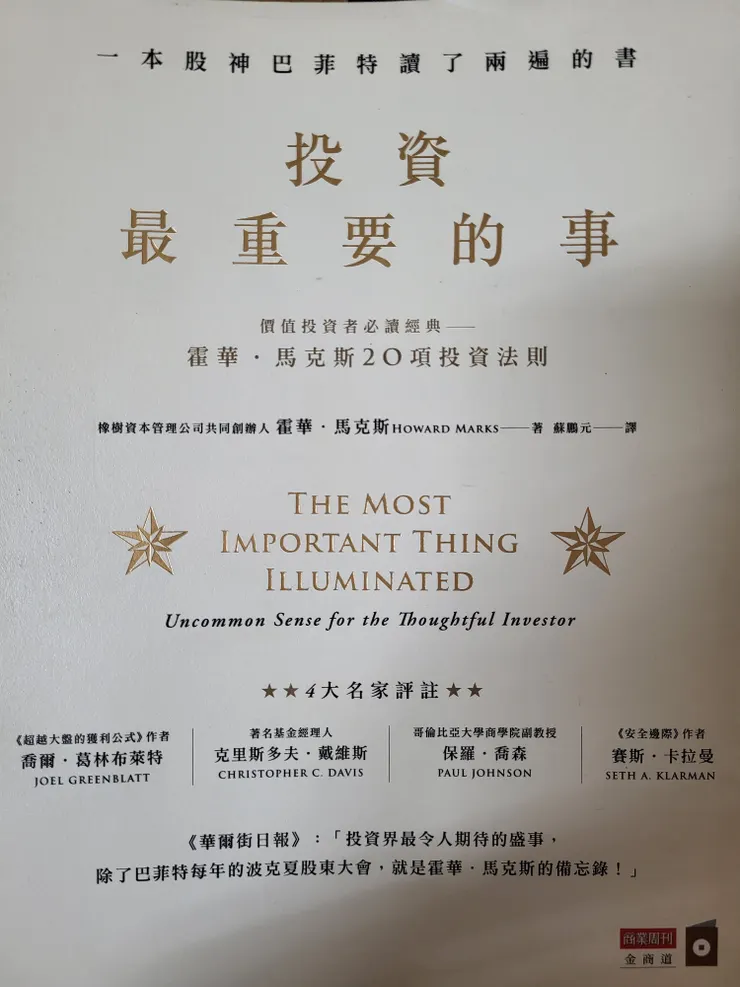 一本股神巴菲特讀了兩遍的書
投資
最重要的事
價值投資者必讀經典——
霍華·馬克斯20項投資法則
橡樹資本管理公司共同創辦人 霍華·馬克斯 HOWARD MARKS——著 蘇鵬元——譯
THE MOST
IMPORTANT THING
ILLUMINATED
Uncommon Sense for the Thoughtful Investor
★★4大名家評註★★
《超越大盤的獲利公式》作者
喬爾·葛林布萊特
JOEL GREENBLATT
著名基金經理人
克里斯多夫·戴維斯
CHRISTOPHER C. DAVIS
哥倫比亞大學商學院副教授
保羅·喬森
PAUL JOHNSON
《安全邊際》作者
賽斯·卡拉曼
SETH A. KLARMAN
《華爾街日報》:「投資界最令人期待的盛事,
除了巴菲特每年的波克夏股東大會,就是霍華·馬克斯的備忘錄!」
商業周刊
金商道